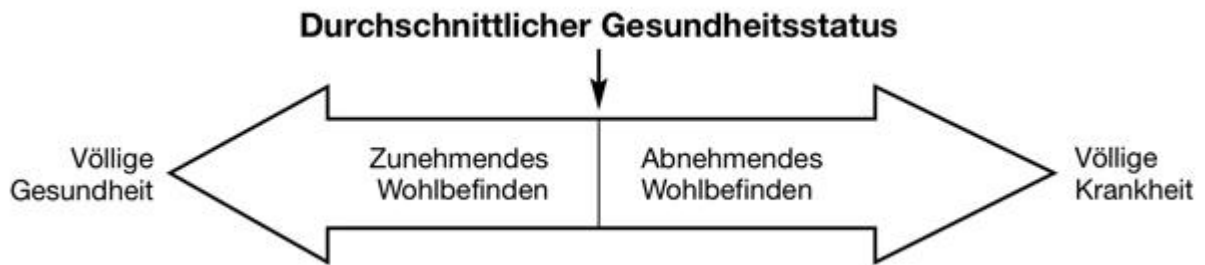 Durchschnittlicher Gesundheitsstatus
Völlige
Gesundheit
Zunehmendes
Wohlbefinden
Abnehmendes
Wohlbefinden
Völlige
Krankheit